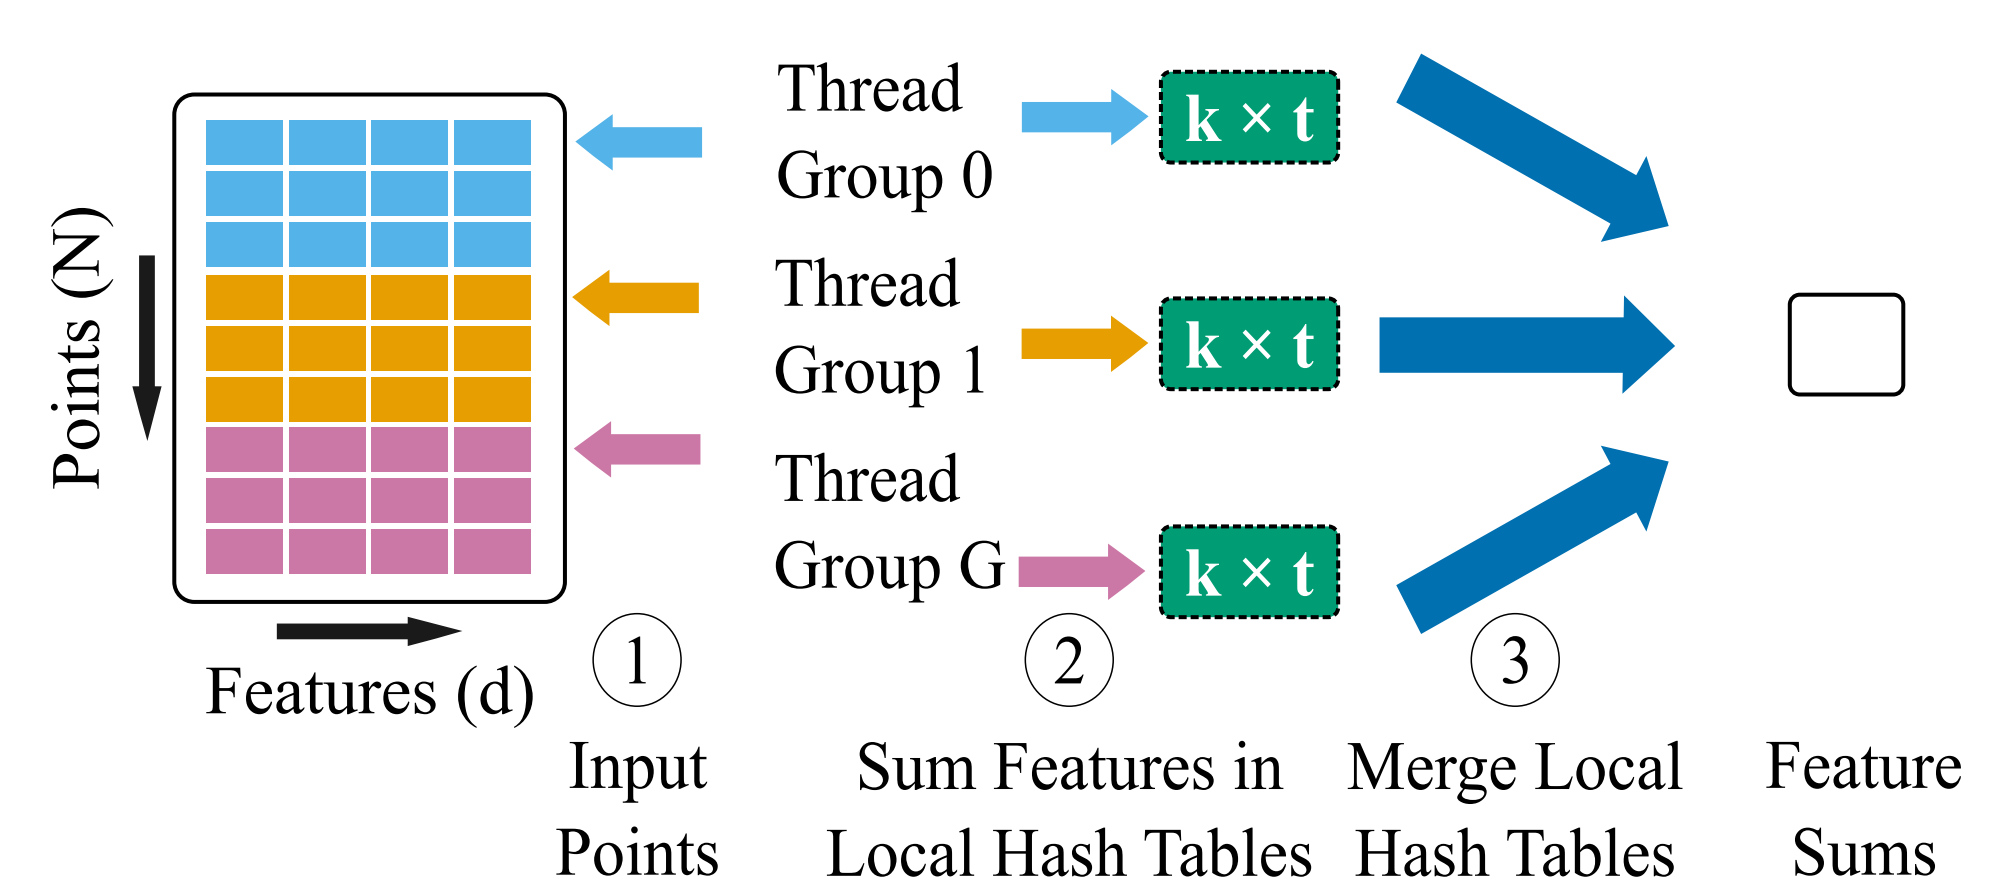 Points (N)
Features (d)
Thread
Group 0
k × t
Thread
Group 1
k × t
Thread
Group G
k × t
1
Input
Points
2
Sum Features in
Local Hash Tables
3
Merge Local
Hash Tables
Feature
Sums